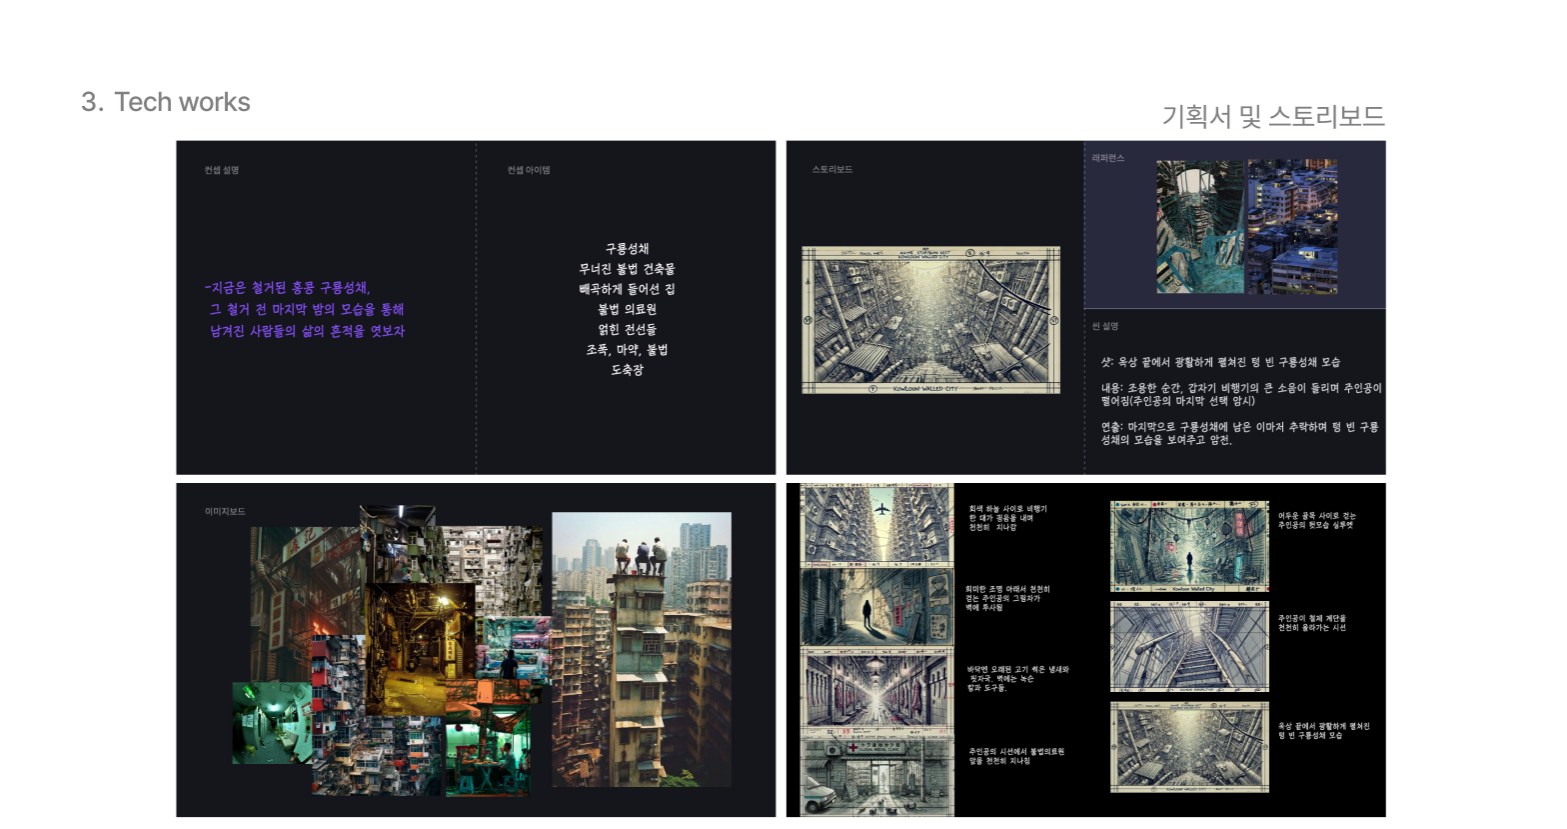 3. Tech works
기획서 및 스토리보드
컨셉 설명
-지금은 철거된 홍콩 구룡성채,
그 철거 전 마지막 밤의 모습을 통해
남겨진 사람들의 삶의 흔적을 엿보자
컨셉 아이템
구룡성채
무너진 불법 건축물
빼곡하게 들어선 집
불법 의료원
얽힌 전선들
조폭, 마약, 불법
도축장
스토리보드
KOWLOON WALLED CITY
KOWLOON WALLED CITY
래퍼런스
씬 설명
샷: 옥상 끝에서 광활하게 펼쳐진 텅 빈 구룡성채 모습
내용: 조용한 순간, 갑자기 비행기의 큰 소음이 들리며 주인공이
떨어짐(주인공의 마지막 선택 암시)
연출: 마지막으로 구룡성채에 남은 이마저 추락하며 텅 빈 구룡
성채의 모습을 보여주고 암전.
이미지보드
회색 하늘 사이로 비행기
한 대가 굉음을 내며
천천히 지나감
희미한 조명 아래서 천천히
걷는 주인공의 그림자가
벽에 투사됨
바닥엔 오래된 고기 썩은 냄새와
핏자국. 벽에는 녹슨
칼과 도구들.
주인공의 시선에서 불법의료원
앞을 천천히 지나침
Kowloon Walled City
어두운 골목 사이로 걷는
주인공의 뒷모습 실루엣
주인공이 철제 계단을
천천히 올라가는 시선
옥상 끝에서 광활하게 펼쳐진
텅 빈 구룡성채 모습